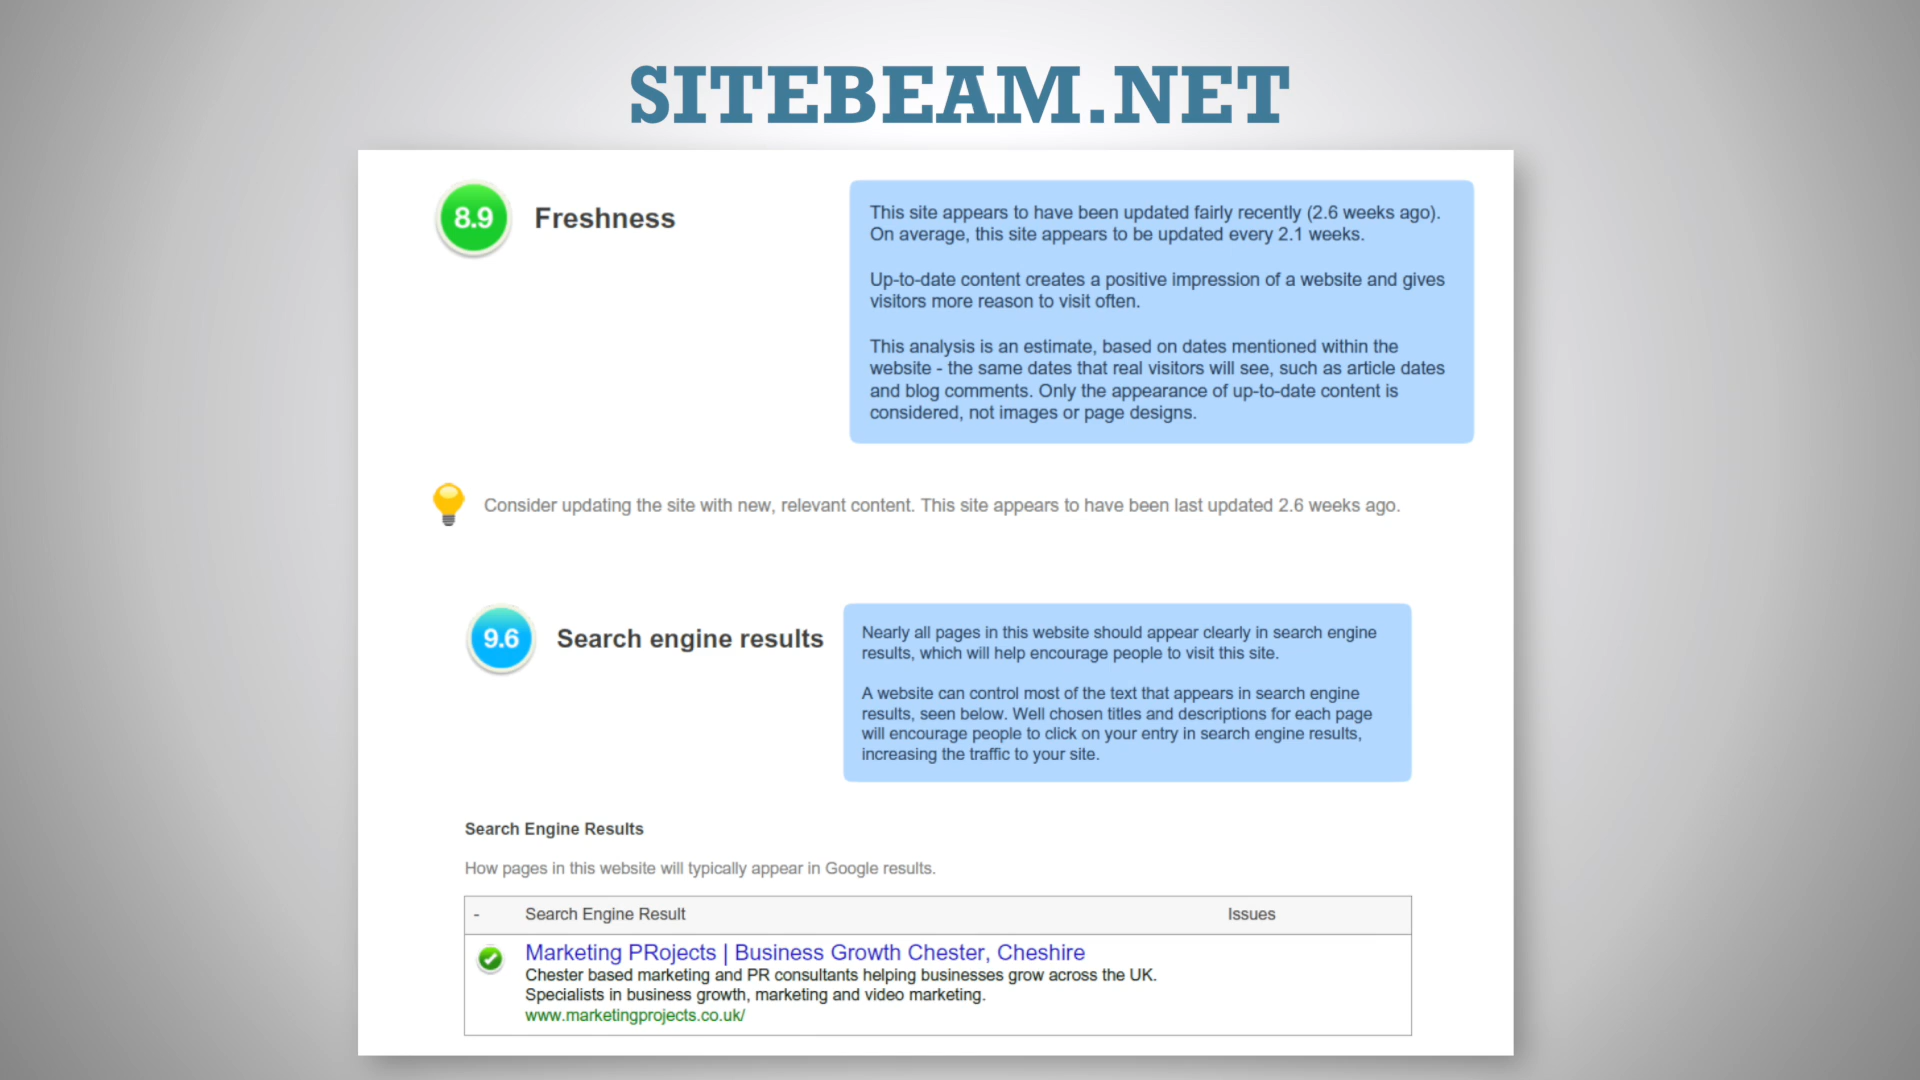 SITEBEAM.NET
8.9
Freshness
This site appears to have been updated fairly recently (2.6 weeks ago).
On average, this site appears to be updated every 2.1 weeks.
Up-to-date content creates a positive impression of a website and gives
visitors more reason to visit often.
This analysis is an estimate, based on dates mentioned within the
website - the same dates that real visitors will see, such as article dates
and blog comments. Only the appearance of up-to-date content is
considered, not images or page designs.
Consider updating the site with new, relevant content. This site appears to have been last updated 2.6 weeks ago.
9.6
Search engine results
Nearly all pages in this website should appear clearly in search engine
results, which will help encourage people to visit this site.
A website can control most of the text that appears in search engine
results, seen below. Well chosen titles and descriptions for each page
will encourage people to click on your entry in search engine results,
increasing the traffic to your site.
Search Engine Results
How pages in this website will typically appear in Google results.
- Search Engine Result Issues
Marketing PRojects | Business Growth Chester, Cheshire
Chester based marketing and PR consultants helping businesses grow across the UK.
Specialists in business growth, marketing and video marketing.
www.marketingprojects.co.uk/